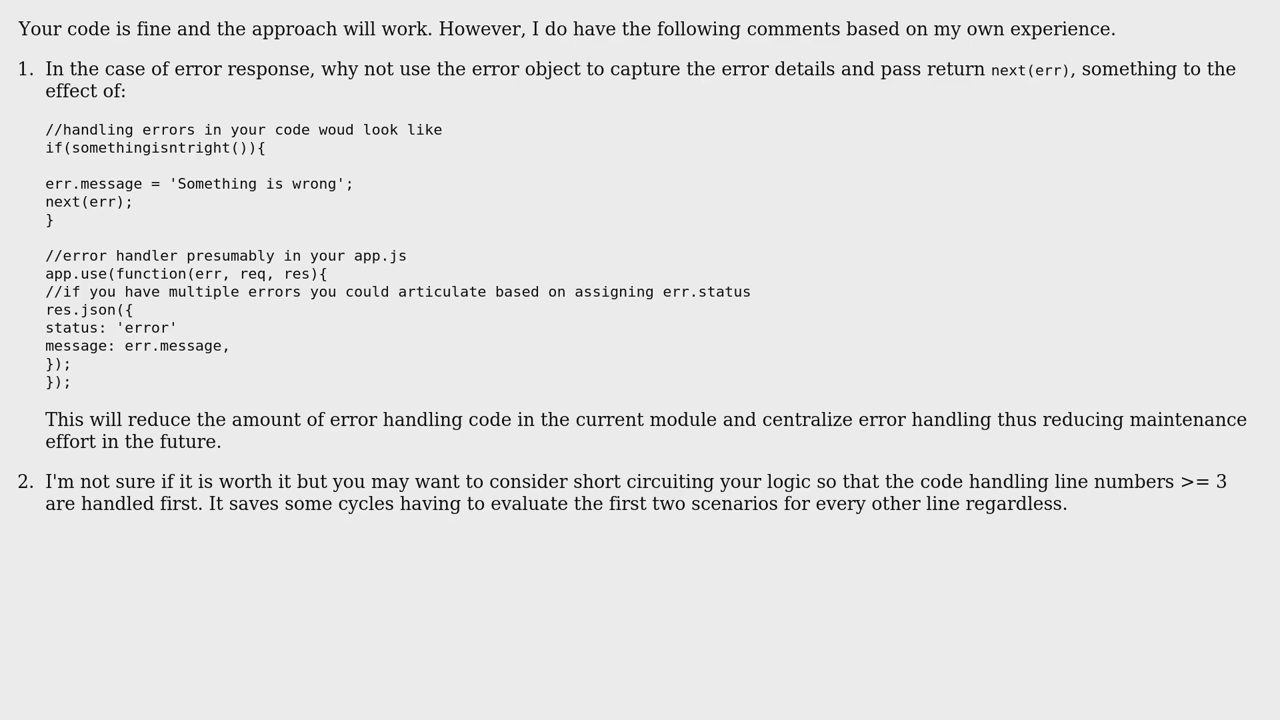 Your code is fine and the approach will work. However, I do have the following comments based on my own experience.
1. In the case of error response, why not use the error object to capture the error details and pass return next(err), something to the
effect of:
//handling errors in your code woud look like
if(somethingisntright()){
err.message = 'Something is wrong';
next(err);
}
//error handler presumably in your app.js
app.use(function(err, req, res){
//if you have multiple errors you could articulate based on assigning err.status
res.json({
status: 'error'
message: err.message,
});
});
This will reduce the amount of error handling code in the current module and centralize error handling thus reducing maintenance
effort in the future.
2. I'm not sure if it is worth it but you may want to consider short circuiting your logic so that the code handling line numbers >= 3
are handled first. It saves some cycles having to evaluate the first two scenarios for every other line regardless.